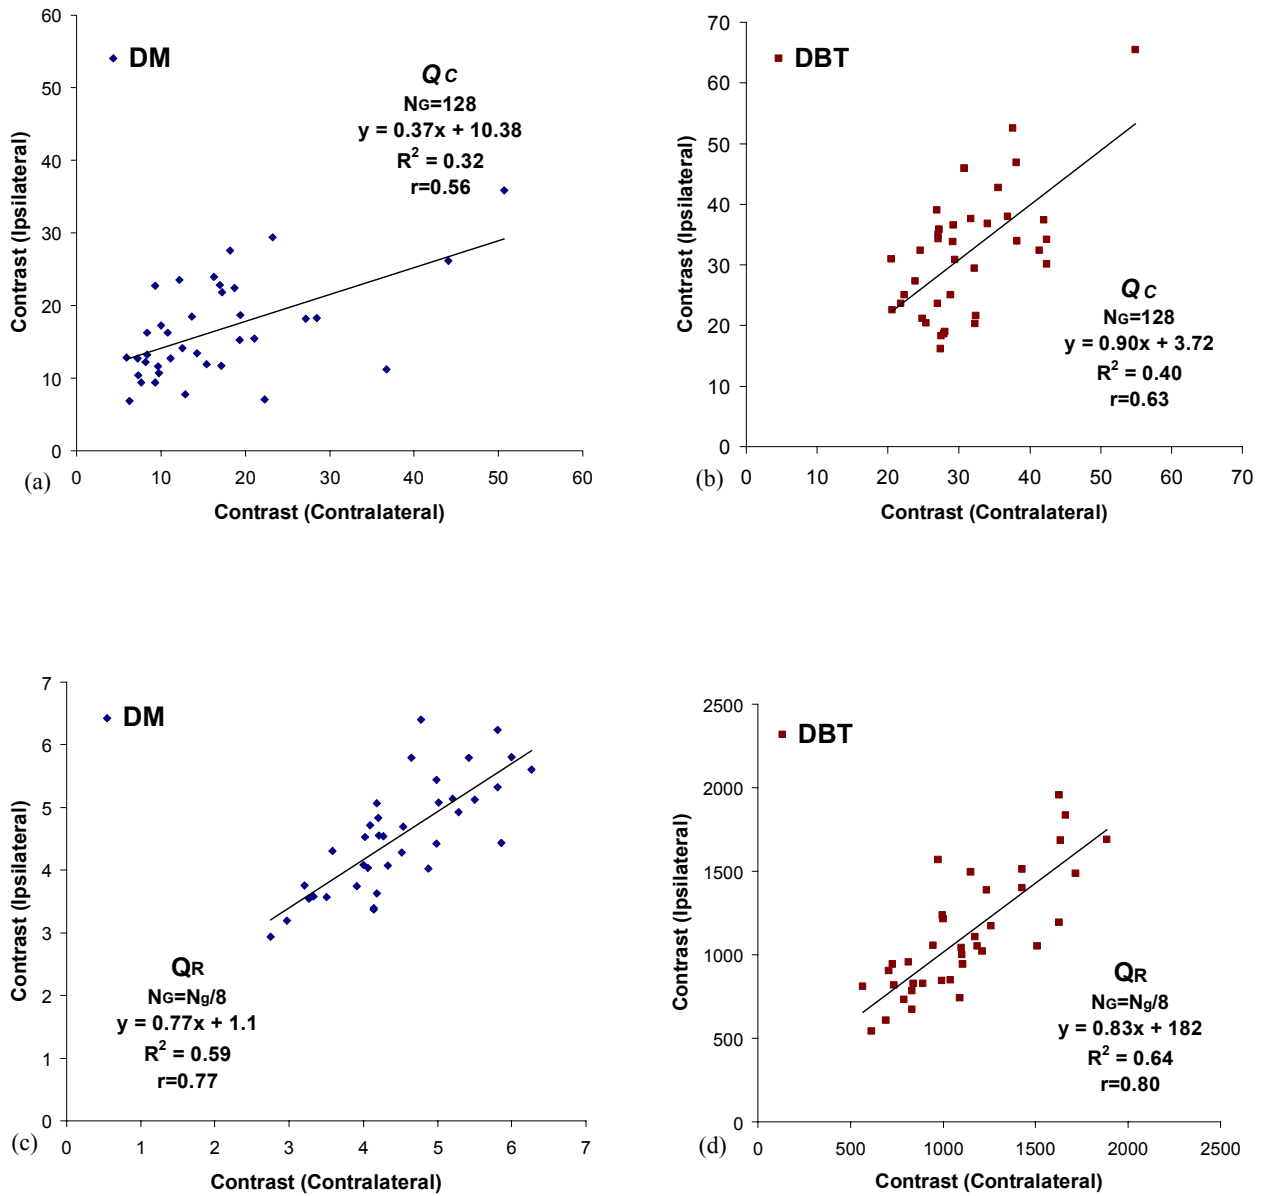 DM
Q C
NG=128
y = 0.37x + 10.38
R² = 0.32
r=0.56
60
50
40
30
20
10
0
0 10 20 30 40 50 60
Contrast (Ipsilateral)
Contrast (Contralateral)
(a)
DBT
Q C
NG=128
y = 0.90x + 3.72
R² = 0.40
r=0.63
70
60
50
40
30
20
10
0
0 10 20 30 40 50 60 70
Contrast (Ipsilateral)
Contrast (Contralateral)
(b)
DM
QR
NG=Ng/8
y = 0.77x + 1.1
R² = 0.59
r=0.77
7
6
5
4
3
2
1
0
0 1 2 3 4 5 6 7
Contrast (Ipsilateral)
Contrast (Contralateral)
(c)
DBT
QR
NG=Ng/8
y = 0.83x + 182
R² = 0.64
r=0.80
2500
2000
1500
1000
500
0
0 500 1000 1500 2000 2500
Contrast (Ipsilateral)
Contrast (Contralateral)
(d)